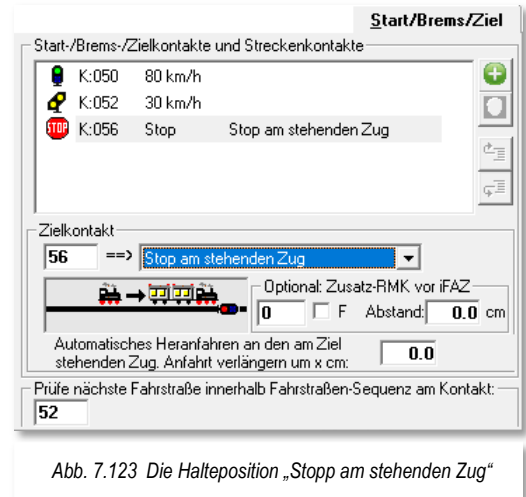 Start/Brems/Ziel
Start-/Brems-/Zielkontakte und Streckenkontakte
K:050 80 km/h
K:052 30 km/h
STOP K:056 Stop Stop am stehenden Zug
Zielkontakt
56 ==> Stop am stehenden Zug
Optional: Zusatz-RMK vor iFAZ
0 F Abstand: 0.0 cm
Automatisches Heranfahren an den am Ziel
stehenden Zug. Anfahrt verlängern um x cm: 0.0
Prüfe nächste Fahrstraße innerhalb Fahrstraßen-Sequenz am Kontakt:
52
Abb. 7.123 Die Halteposition „Stopp am stehenden Zug“